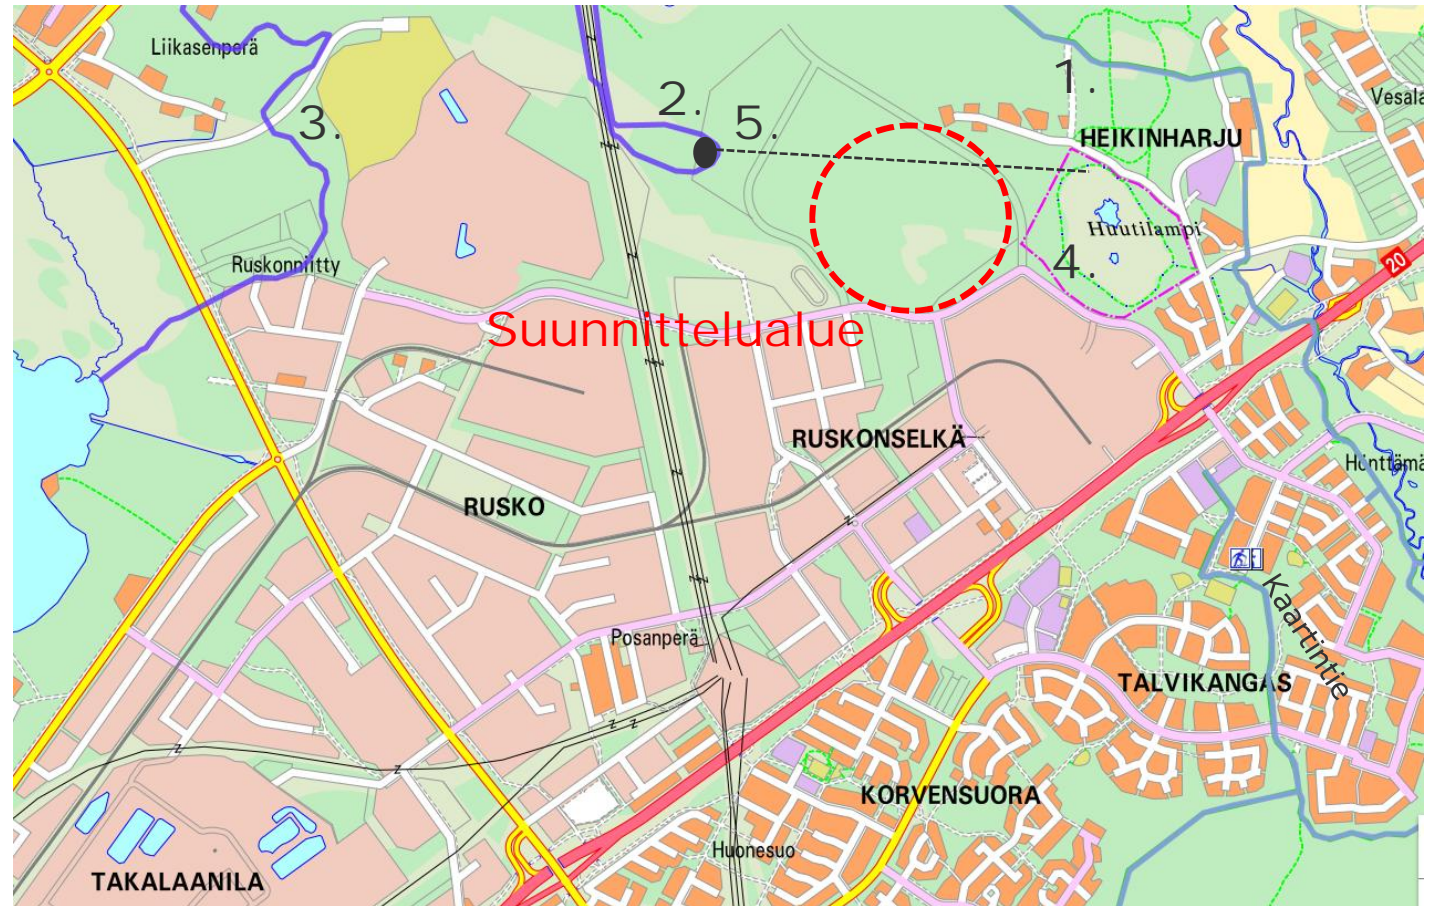 Liikasenperä
1.
2.
Vesala
3.
5.
HEIKINHARJU
Huutilampi
Ruskonniitty
4.
20
Suunnittelualue
RUSKONSELKÄ
Hönttämä
RUSKO
Kaartintie
Posanperä
TALVIKANGAS
KORVENSUORA
Huonesuo
TAKALAANILA